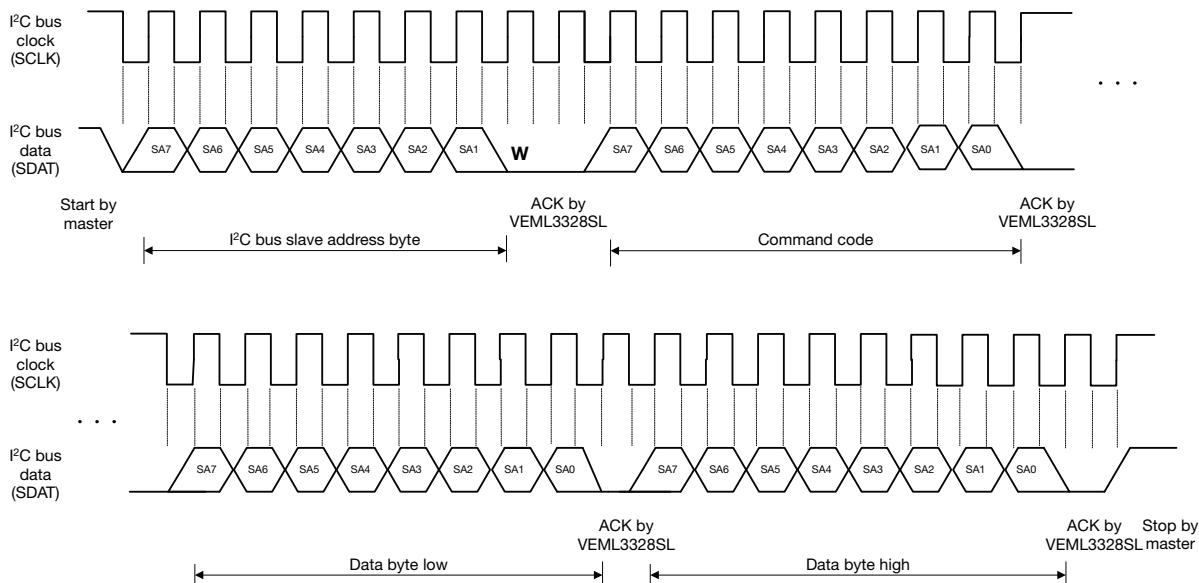 I²C bus
clock
(SCLK)
. . .
I²C bus
data
(SDAT)
SA7 SA6 SA5 SA4 SA3 SA2 SA1 W SA7 SA6 SA5 SA4 SA3 SA2 SA1 SA0
Start by
master
ACK by
VEML3328SL
ACK by
VEML3328SL
I²C bus slave address byte
Command code
I²C bus
clock
(SCLK)
. . .
I²C bus
data
(SDAT)
SA7 SA6 SA5 SA4 SA3 SA2 SA1 SA0 SA7 SA6 SA5 SA4 SA3 SA2 SA1 SA0
ACK by
VEML3328SL
ACK by
VEML3328SL
Stop by
master
Data byte low
Data byte high